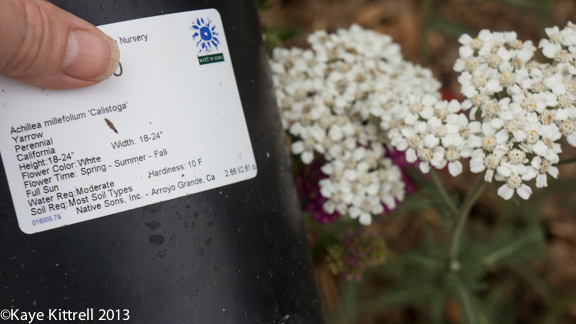 Nursery
Achillea millefolium 'Calistoga'
Yarrow
Perennial
California
Height:18-24" Width: 18-24"
Flower Color:White
Flower Time: Spring - Summer - Fall
Full Sun
Water Req:Moderate Hardiness: 10 F
Soil Req:Most Soil Types
Native Sons, Inc. - Arroyo Grande, Ca
©Kaye Kittrell 2013